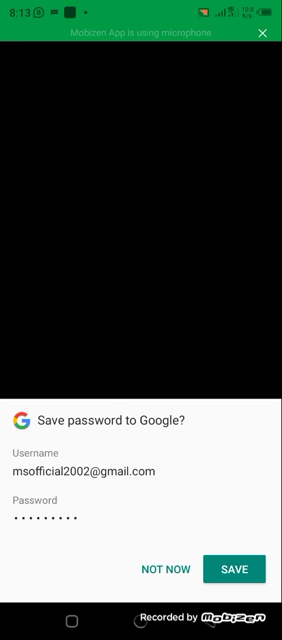 8:13
Mobizen App is using microphone
Save password to Google?
Username
msofficial2002@gmail.com
Password
•••••••••
NOT NOW
SAVE
Recorded by mobizen